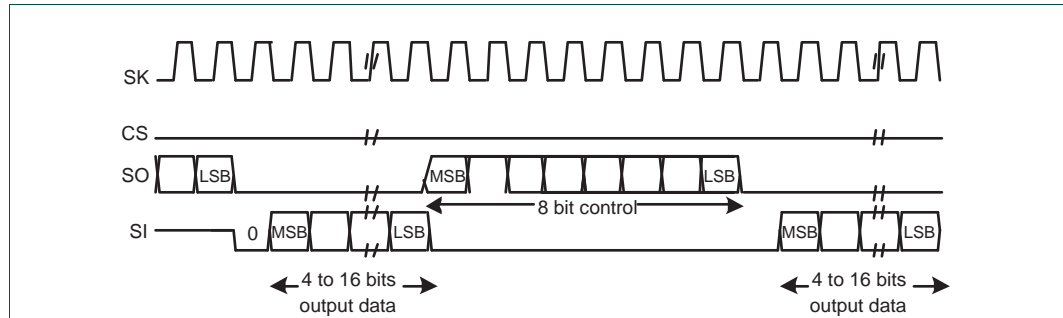 SK
CS
SO
LSB
MSB
LSB
8 bit control
SI
0
MSB
LSB
MSB
LSB
4 to 16 bits
output data
4 to 16 bits
output data